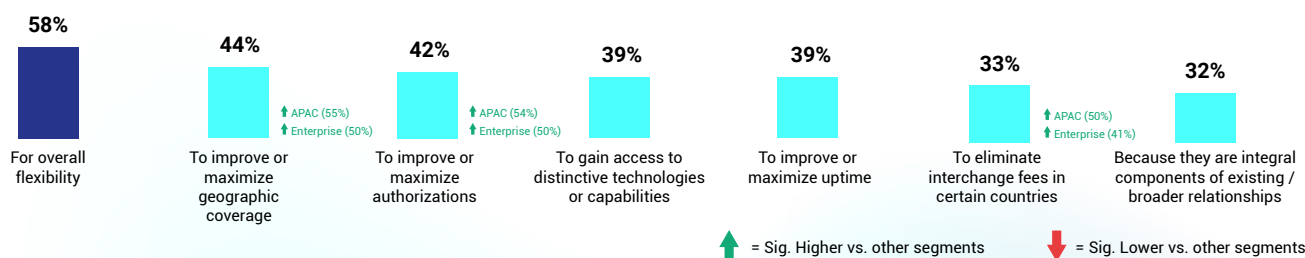 58%
44%
42%
39%
39%
33%
32%
APAC (55%)
Enterprise (50%)
APAC (54%)
Enterprise (50%)
APAC (50%)
Enterprise (41%)
For overall
flexibility
To improve or
maximize
geographic
coverage
To improve or
maximize
authorizations
To gain access to
distinctive technologies
or capabilities
To improve or
maximize uptime
To eliminate
interchange fees in
certain countries
Because they are integral
components of existing /
broader relationships
= Sig. Higher vs. other segments
= Sig. Lower vs. other segments